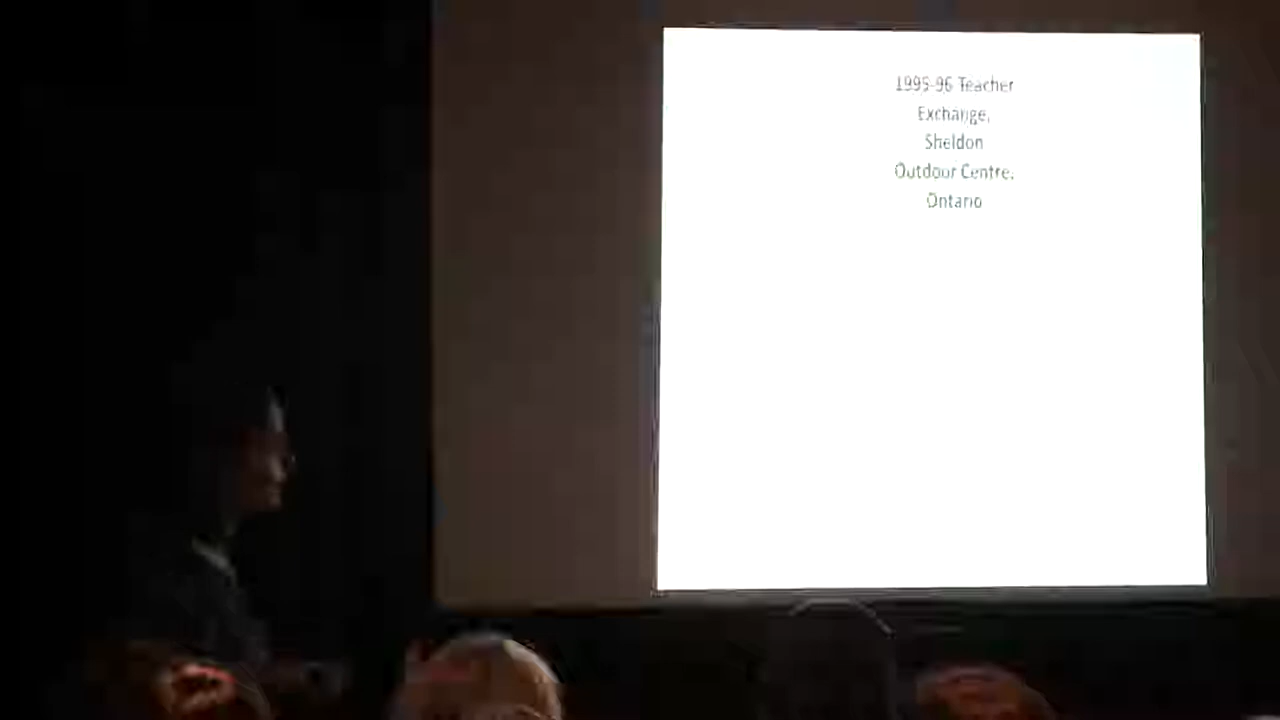 1995-96 Teacher
Exchange,
Sheldon
Outdoor Centre,
Ontario